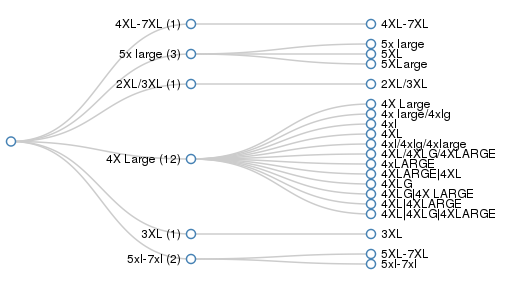 4XL-7XL (1)
4XL-7XL
5x large (3)
5x large
5XL
5XLarge
2XL/3XL (1)
2XL/3XL
4X Large (12)
4X Large
4x large/4xlg
4xl
4XL
4xl/4xlg/4xlarge
4XL/4XLG/4XLARGE
4xLARGE
4XLARGE|4XL
4XLG
4XLG|4X LARGE
4XL|4XLARGE
4XL|4XLG|4XLARGE
3XL (1)
3XL
5xl-7xl (2)
5XL-7XL
5xl-7xl